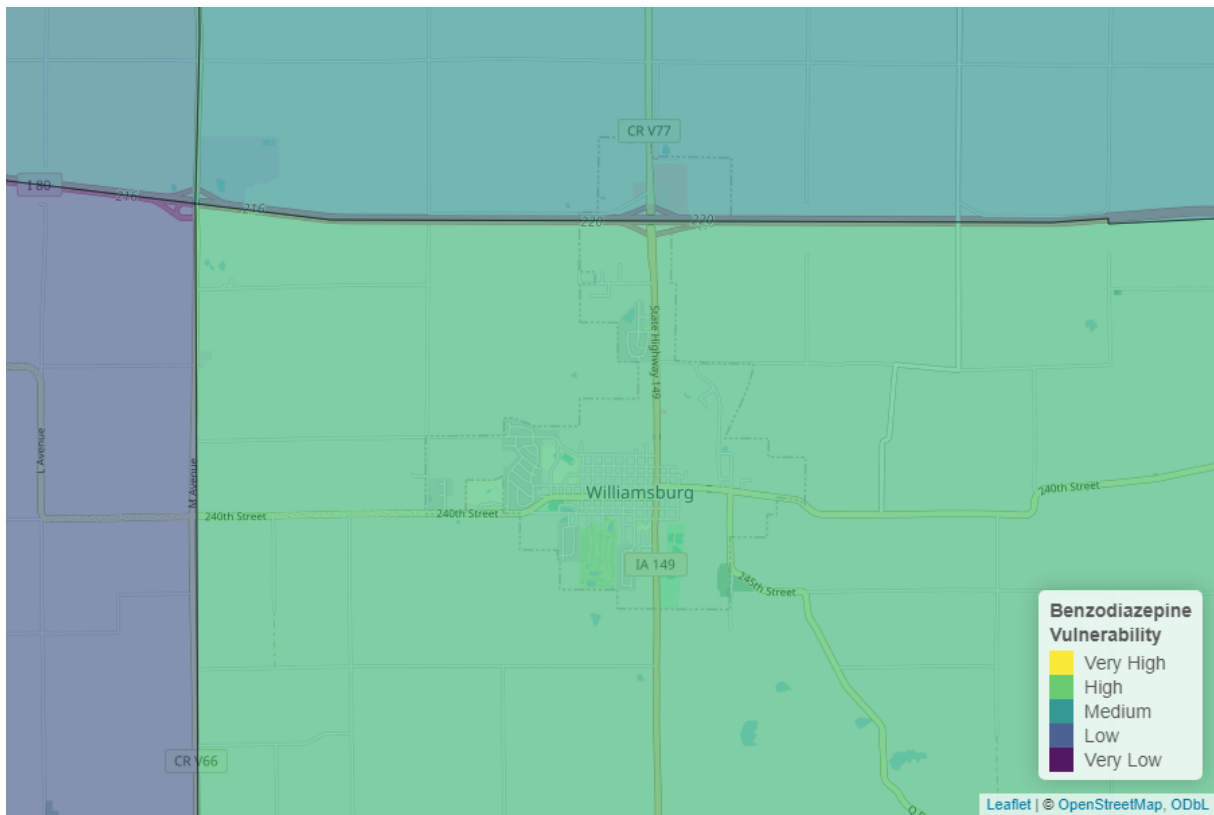 CR V77
I 80
216
216
220
220
State Highway 149
L Avenue
M Avenue
Williamsburg
240th Street
240th Street
240th Street
IA 149
245th Street
CR V66
Benzodiazepine
Vulnerability
Very High
High
Medium
Low
Very Low
Leaflet | © OpenStreetMap, ODbL